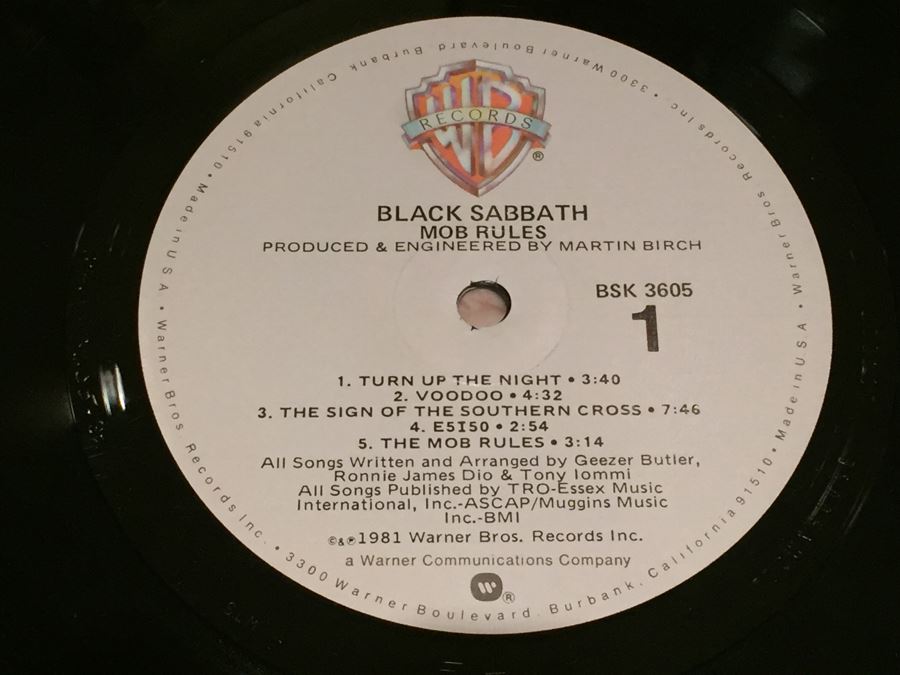 WB
RECORDS
®
BLACK SABBATH
MOB RULES
PRODUCED & ENGINEERED BY MARTIN BIRCH
BSK 3605
1
1. TURN UP THE NIGHT • 3:40
2. VOODOO • 4:32
3. THE SIGN OF THE SOUTHERN CROSS • 7:46
4. E5I50 • 2:54
5. THE MOB RULES • 3:14
All Songs Written and Arranged by Geezer Butler,
Ronnie James Dio & Tony Iommi
All Songs Published by TRO-Essex Music
International, Inc.-ASCAP/Muggins Music
Inc.-BMI
©&℗1981 Warner Bros. Records Inc.
a Warner Communications Company
W®
Warner Bros. Records Inc. • 3300 Warner Boulevard, Burbank, California 91510 • Made in U S A •
Warner Bros. Records Inc. • 3300 Warner Boulevard, Burbank, California 91510 • Made in U S A •